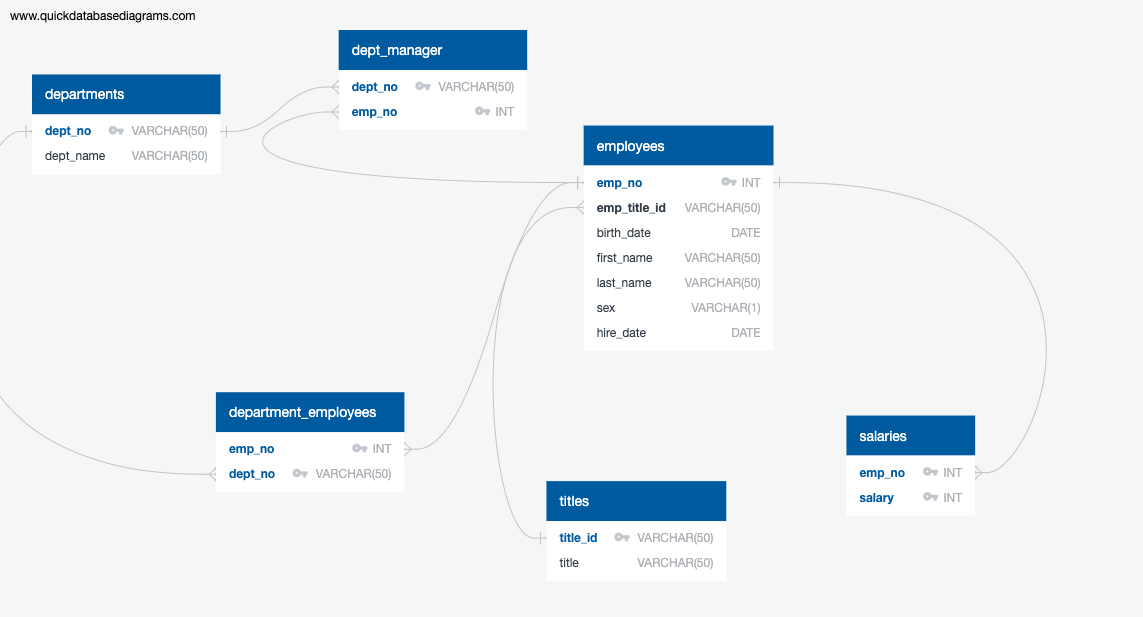 www.quickdatabasediagrams.com
dept_manager
dept_no VARCHAR(50)
emp_no INT
departments
dept_no VARCHAR(50)
dept_name VARCHAR(50)
employees
emp_no INT
emp_title_id VARCHAR(50)
birth_date DATE
first_name VARCHAR(50)
last_name VARCHAR(50)
sex VARCHAR(1)
hire_date DATE
department_employees
emp_no INT
dept_no VARCHAR(50)
salaries
emp_no INT
salary INT
titles
title_id VARCHAR(50)
title VARCHAR(50)